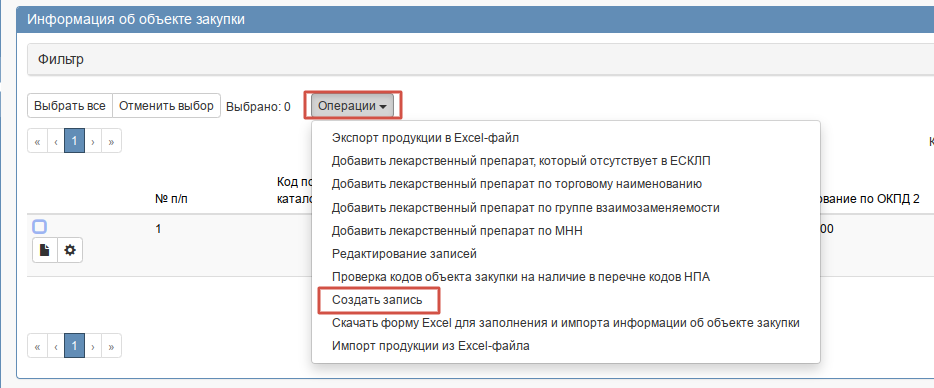 Информация об объекте закупки
Фильтр
Выбрать все Отменить выбор Выбрано: 0 Операции
« ‹ 1 › »
Экспорт продукции в Excel-файл
Добавить лекарственный препарат, который отсутствует в ЕСКЛП
Добавить лекарственный препарат по торговому наименованию
Добавить лекарственный препарат по группе взаимозаменяемости
Добавить лекарственный препарат по МНН
Редактирование записей
Проверка кодов объекта закупки на наличие в перечне кодов НПА
Создать запись
Скачать форму Excel для заполнения и импорта информации об объекте закупки
Импорт продукции из Excel-файла
№ п/п
Код по
катало
ование по ОКПД 2
1
00
« ‹ 1 › »